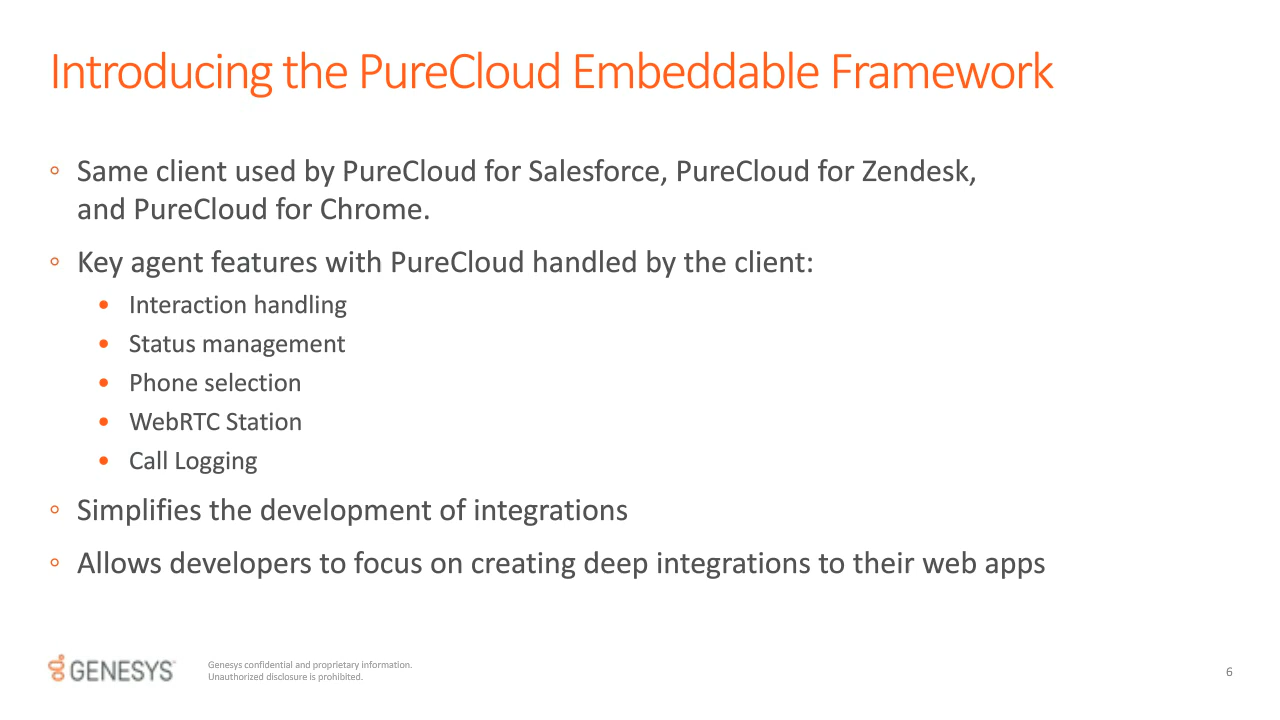 Introducing the PureCloud Embeddable Framework
◦ Same client used by PureCloud for Salesforce, PureCloud for Zendesk,
and PureCloud for Chrome.
◦ Key agent features with PureCloud handled by the client:
• Interaction handling
• Status management
• Phone selection
• WebRTC Station
• Call Logging
◦ Simplifies the development of integrations
◦ Allows developers to focus on creating deep integrations to their web apps
GENESYS
Genesys confidential and proprietary information.
Unauthorized disclosure is prohibited.
6